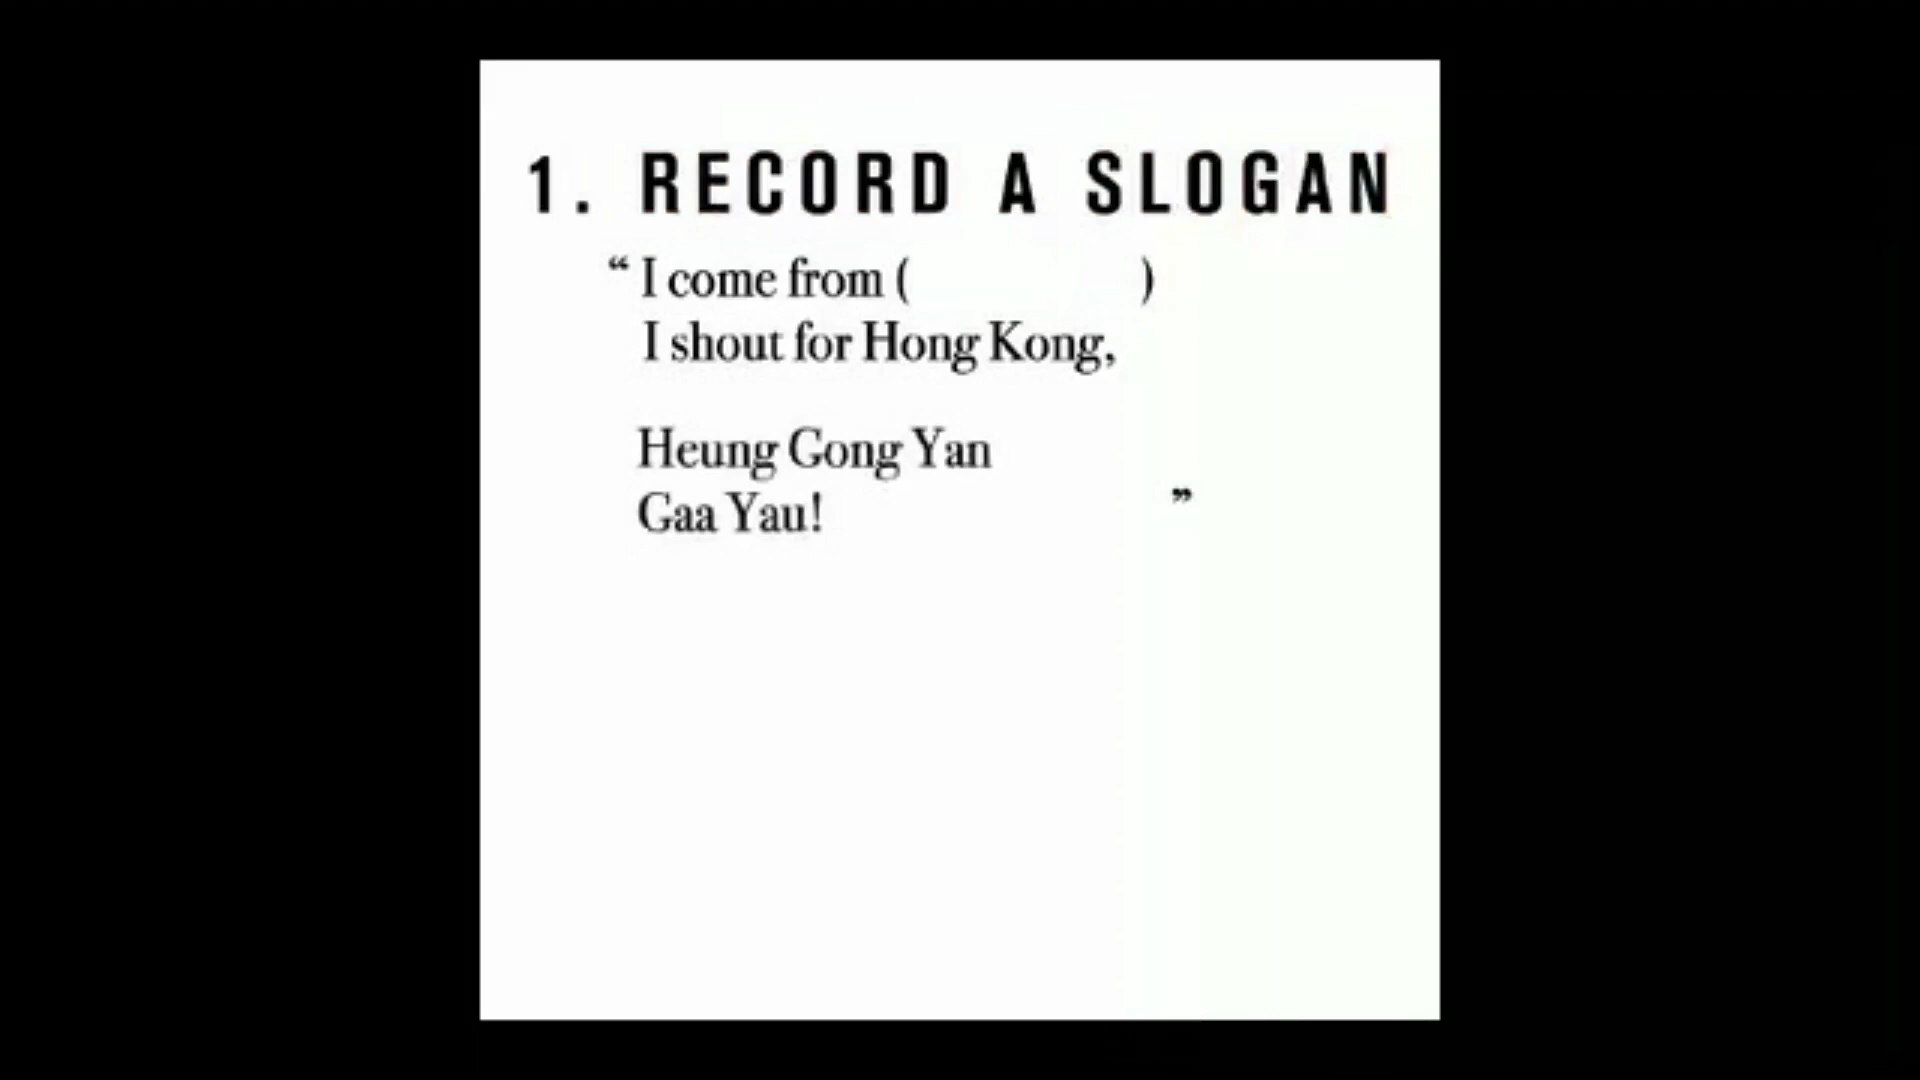 1. RECORD A SLOGAN
“ I come from ( )
I shout for Hong Kong,
Heung Gong Yan
Gaa Yau! ”